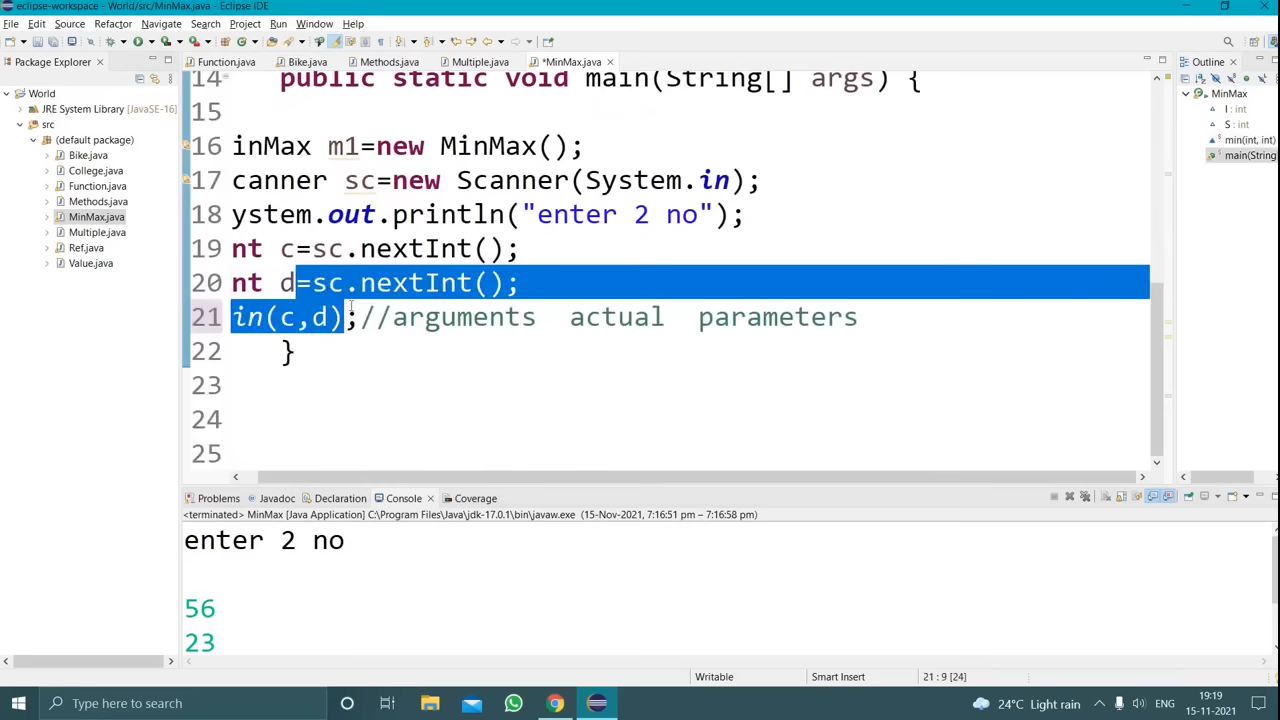 eclipse-workspace - World/src/MinMax.java - Eclipse IDE
File Edit Source Refactor Navigate Search Project Run Window Help
Package Explorer
Function.java Bike.java Methods.java Multiple.java *MinMax.java
Outline
World
JRE System Library [JavaSE-16]
src
(default package)
Bike.java
College.java
Function.java
Methods.java
MinMax.java
Multiple.java
Ref.java
Value.java
14 public static void main(String[] args) {
15
16 inMax m1=new MinMax();
17 canner sc=new Scanner(System.in);
18 ystem.out.println("enter 2 no");
19 nt c=sc.nextInt();
20 nt d=sc.nextInt();
21 in(c,d);//arguments actual parameters
22 }
23
24
25
MinMax
I : int
S : int
min(int, int)
main(String
Problems Javadoc Declaration Console Coverage
<terminated> MinMax [Java Application] C:\Program Files\Java\jdk-17.0.1\bin\javaw.exe (15-Nov-2021, 7:16:51 pm – 7:16:58 pm)
enter 2 no
56
23
Writable Smart Insert 21 : 9 [24]
Type here to search
24°C Light rain
ENG
19:19
15-11-2021